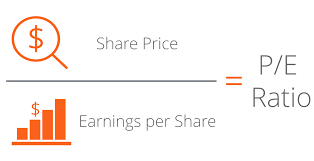 $
Share Price
$
Earnings per Share
=
P/E
Ratio